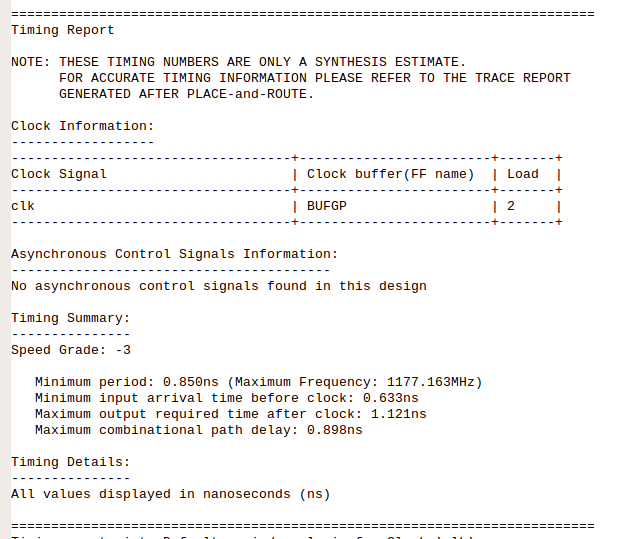 =========================================================================
Timing Report

NOTE: THESE TIMING NUMBERS ARE ONLY A SYNTHESIS ESTIMATE.
      FOR ACCURATE TIMING INFORMATION PLEASE REFER TO THE TRACE REPORT
      GENERATED AFTER PLACE-and-ROUTE.

Clock Information:
------------------
-----------------------------------+------------------------+-------+
Clock Signal                       | Clock buffer(FF name)  | Load  |
-----------------------------------+------------------------+-------+
clk                                | BUFGP                  | 2     |
-----------------------------------+------------------------+-------+

Asynchronous Control Signals Information:
----------------------------------------
No asynchronous control signals found in this design

Timing Summary:
---------------
Speed Grade: -3

   Minimum period: 0.850ns (Maximum Frequency: 1177.163MHz)
   Minimum input arrival time before clock: 0.633ns
   Maximum output required time after clock: 1.121ns
   Maximum combinational path delay: 0.898ns

Timing Details:
---------------
All values displayed in nanoseconds (ns)

=========================================================================